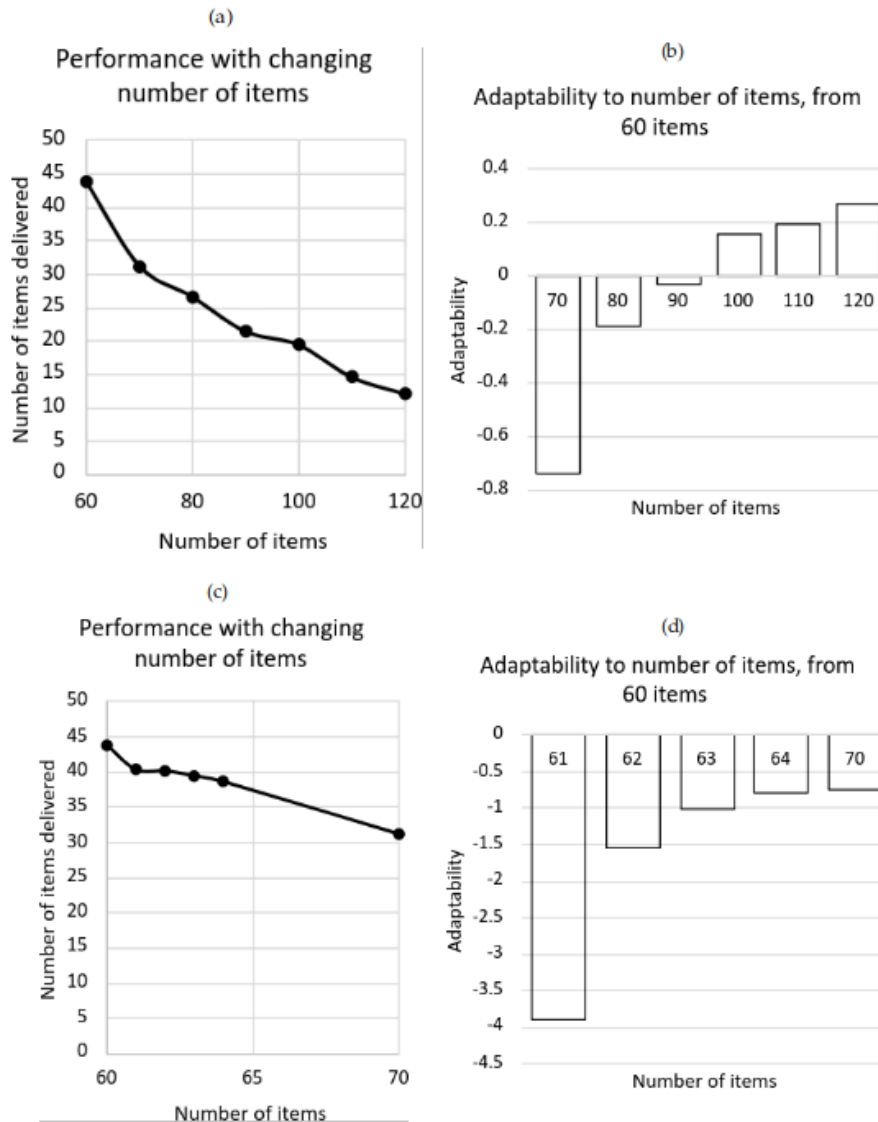 (a)
Performance with changing
number of items
50
45
40
35
30
25
20
15
10
5
0
Number of items delivered
60 80 100 120
Number of items
(b)
Adaptability to number of items, from
60 items
0.4
0.2
0
-0.2
-0.4
-0.6
-0.8
Adaptability
70 80 90 100 110 120
Number of items
(c)
Performance with changing
number of items
50
45
40
35
30
25
20
15
10
5
0
Number of items delivered
60 65 70
Number of items
(d)
Adaptability to number of items, from
60 items
0
-0.5
-1
-1.5
-2
-2.5
-3
-3.5
-4
-4.5
Adaptability
61 62 63 64 70
Number of items